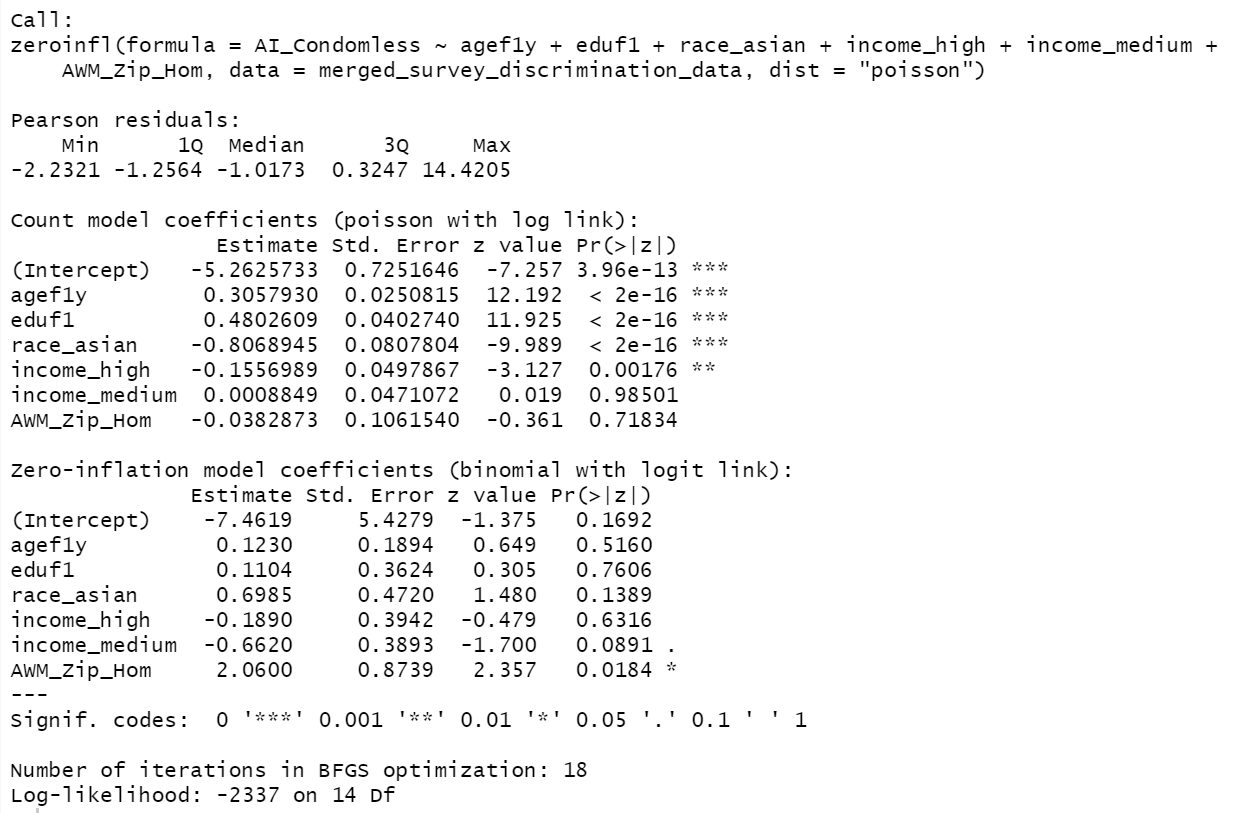 Call:
zeroinfl(formula = AI_Condomless ~ agef1y + eduf1 + race_asian + income_high + income_medium +
    AWM_Zip_Hom, data = merged_survey_discrimination_data, dist = "poisson")

Pearson residuals:
    Min      1Q  Median      3Q     Max
-2.2321 -1.2564 -1.0173  0.3247 14.4205

Count model coefficients (poisson with log link):
                Estimate Std. Error z value Pr(>|z|)
(Intercept)   -5.2625733  0.7251646  -7.257 3.96e-13 ***
agef1y         0.3057930  0.0250815  12.192  < 2e-16 ***
eduf1          0.4802609  0.0402740  11.925  < 2e-16 ***
race_asian    -0.8068945  0.0807804  -9.989  < 2e-16 ***
income_high   -0.1556989  0.0497867  -3.127  0.00176 **
income_medium  0.0008849  0.0471072   0.019  0.98501
AWM_Zip_Hom   -0.0382873  0.1061540  -0.361  0.71834

Zero-inflation model coefficients (binomial with logit link):
              Estimate Std. Error z value Pr(>|z|)
(Intercept)    -7.4619     5.4279  -1.375   0.1692
agef1y          0.1230     0.1894   0.649   0.5160
eduf1           0.1104     0.3624   0.305   0.7606
race_asian      0.6985     0.4720   1.480   0.1389
income_high    -0.1890     0.3942  -0.479   0.6316
income_medium  -0.6620     0.3893  -1.700   0.0891 .
AWM_Zip_Hom     2.0600     0.8739   2.357   0.0184 *
---
Signif. codes:  0 '***' 0.001 '**' 0.01 '*' 0.05 '.' 0.1 ' ' 1

Number of iterations in BFGS optimization: 18
Log-likelihood: -2337 on 14 Df